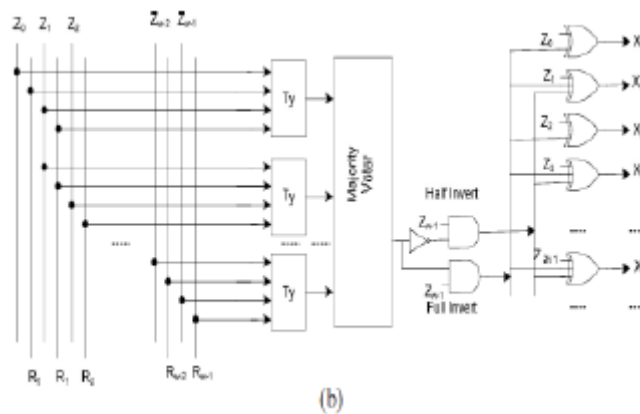 Z0 Z1 Z2 Zw-2 Zw-1
Ty
Ty
Ty
Majority
Voter
Half Invert
Zw-1
Zw-1
Full Invert
Z0
X
Z1
X
Z2
X
Z3
X
X
R1 R2 Rw-2 Rw-1
(b)